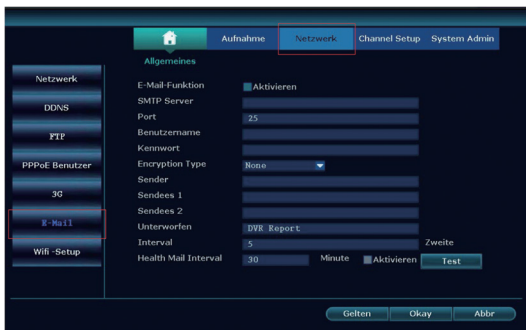 Aufnahme Netzwerk Channel Setup System Admin
Allgemeines
Netzwerk
DDNS
FTP
PPPoE Benutzer
3G
E-Mail
Wifi -Setup
E-Mail-Funktion Aktivieren
SMTP Server
Port 25
Benutzername
Kennwort
Encryption Type None
Sender
Sendees 1
Sendees 2
Unterworfen DVR Report
Interval 5 Zweite
Health Mail Interval 30 Minute Aktivieren Test
Gelten Okay Abbr